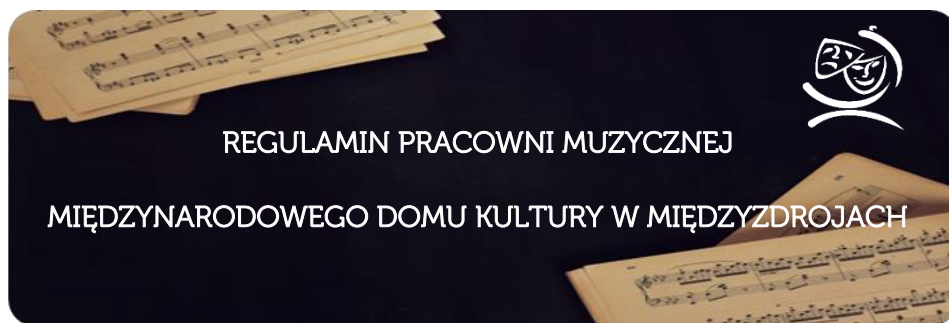 REGULAMIN PRACOWNI MUZYCZNEJ
MIĘDZYNARODOWEGO DOMU KULTURY W MIĘDZYZDROJACH